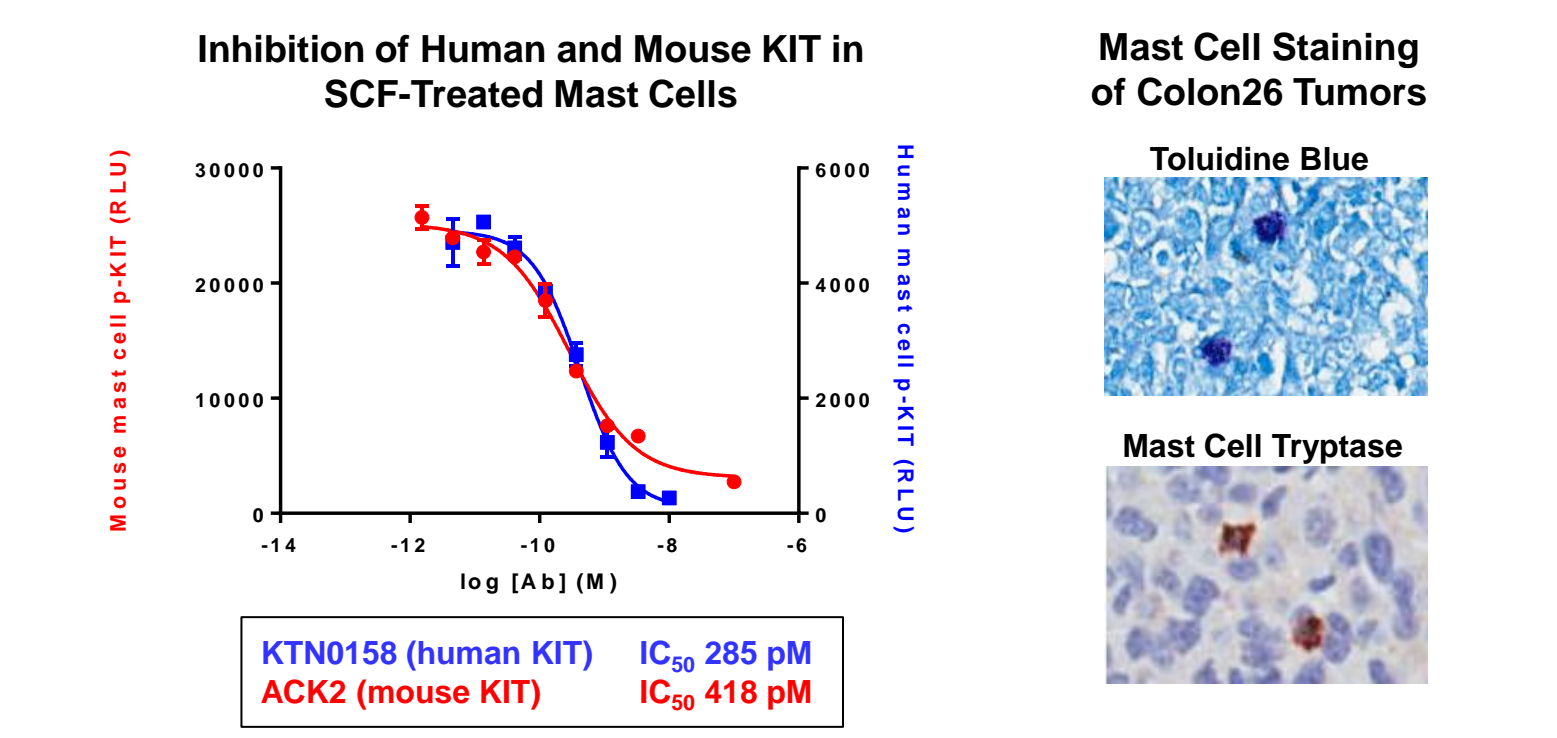 Inhibition of Human and Mouse KIT in
SCF-Treated Mast Cells
Mouse mast cell p-KIT (RLU)
30000
20000
10000
0
6000
4000
2000
0
Human mast cell p-KIT (RLU)
-14
-12
-10
-8
-6
log [Ab] (M)
KTN0158 (human KIT) IC50 285 pM
ACK2 (mouse KIT) IC50 418 pM
Mast Cell Staining
of Colon26 Tumors
Toluidine Blue
Mast Cell Tryptase